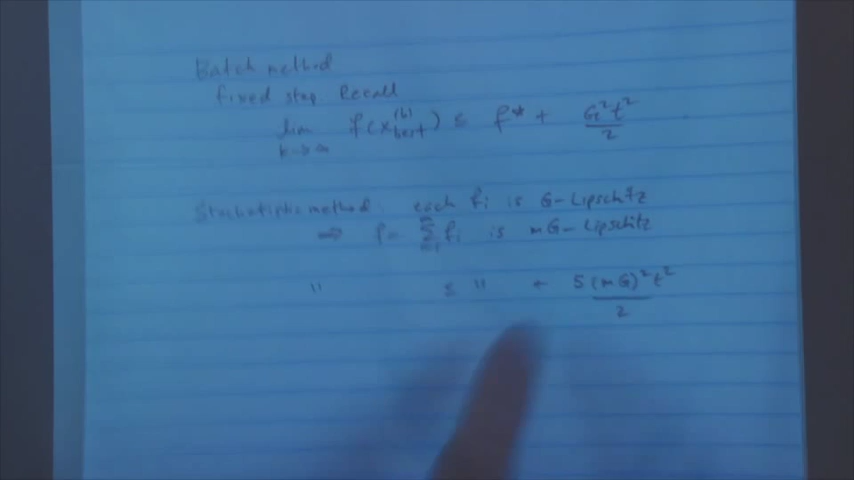 Batch method
fixed step Recall
lim k→∞ f(x_best^(k)) ≤ f* + G²t²/2
Stochastic method: each fi is G-Lipschitz
⇒ f = Σ fi is mG-Lipschitz
" ≤ " + 5(mG)²t²/2